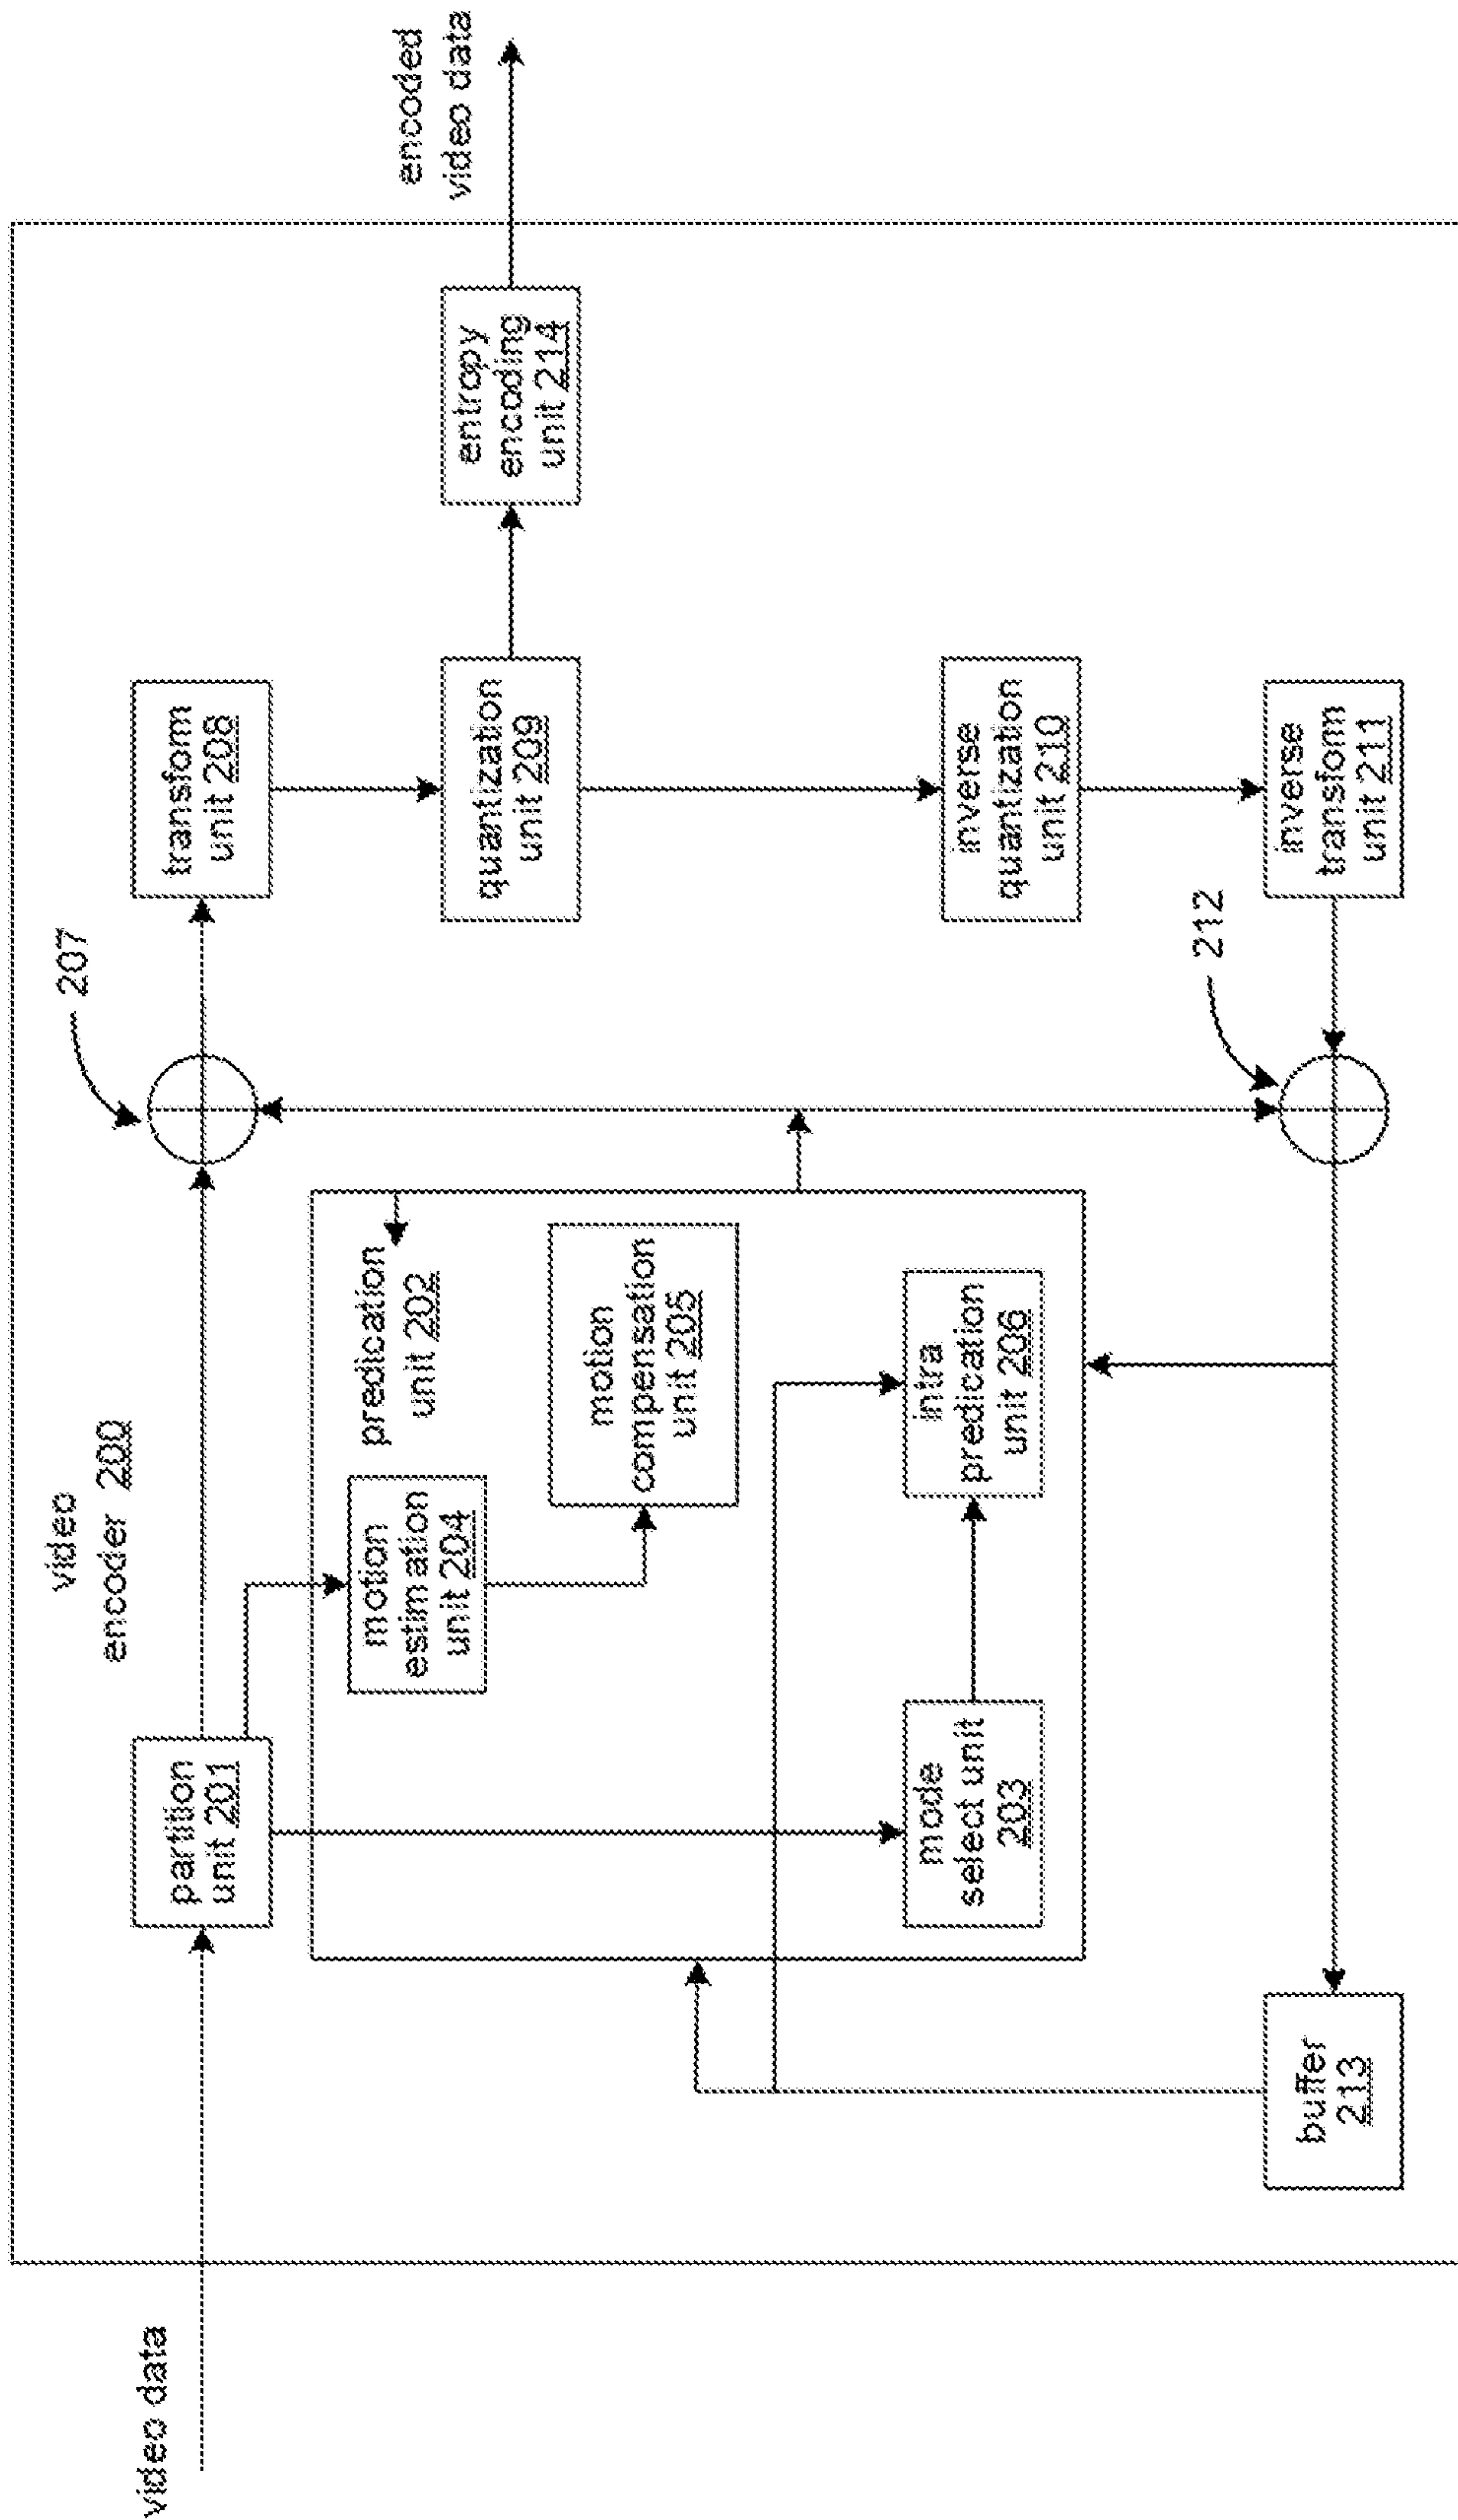 video data
video
encoder 200
partition
unit 201
207
transform
unit 208
encoded
video data
predication
unit 202
motion
estimation
unit 204
motion
compensation
unit 205
quantization
unit 209
entropy
encoding
unit 214
mode
select unit
203
intra
predication
unit 206
inverse
quantization
unit 210
buffer
213
212
inverse
transform
unit 211